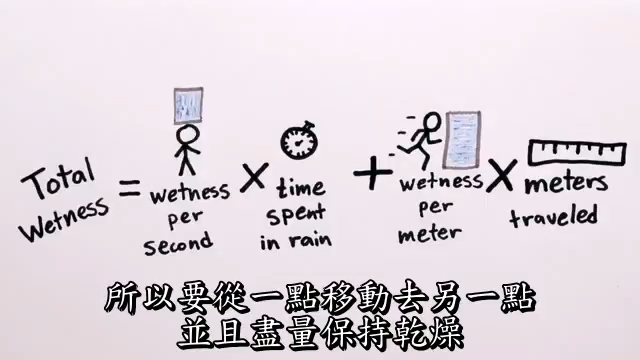 Total
Wetness
=
wetness
per
second
X
time
spent
in rain
+
wetness
per
meter
X
meters
traveled
所以要從一點移動去另一點
並且盡量保持乾燥